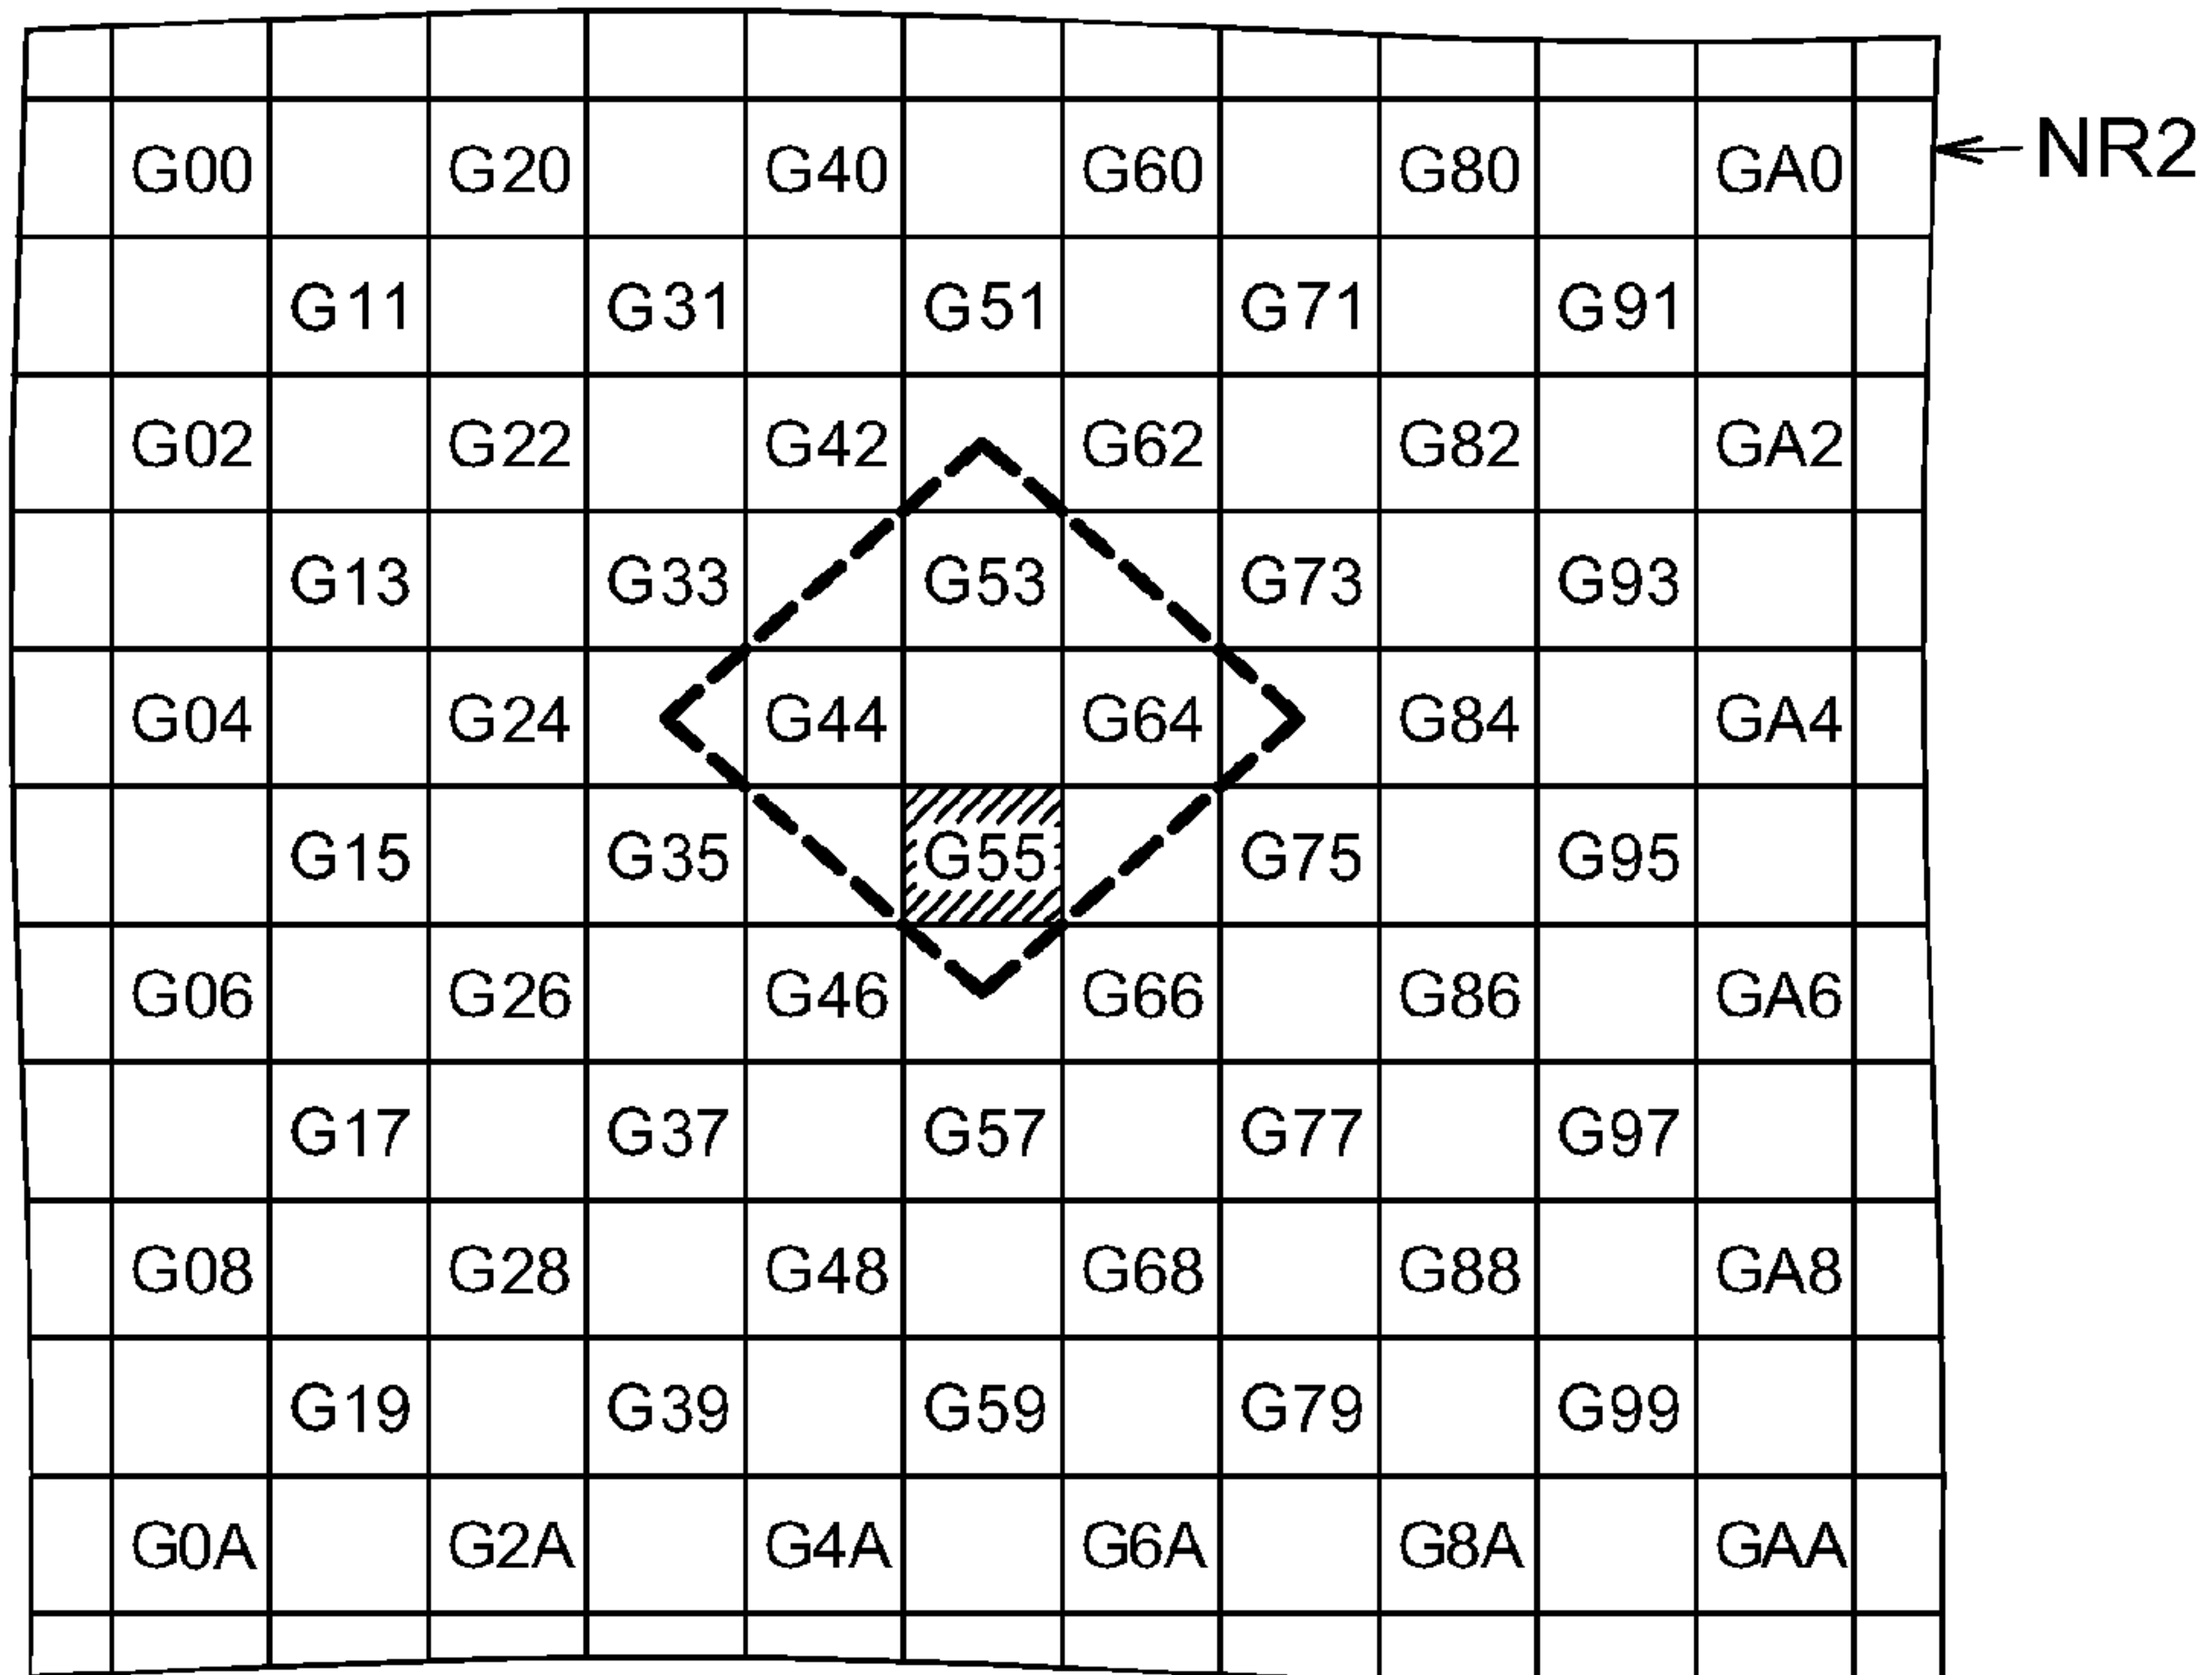 G00 G20 G40 G60 G80 GA0 NR2
G11 G31 G51 G71 G91
G02 G22 G42 G62 G82 GA2
G13 G33 G53 G73 G93
G04 G24 G44 G64 G84 GA4
G15 G35 G55 G75 G95
G06 G26 G46 G66 G86 GA6
G17 G37 G57 G77 G97
G08 G28 G48 G68 G88 GA8
G19 G39 G59 G79 G99
G0A G2A G4A G6A G8A GAA